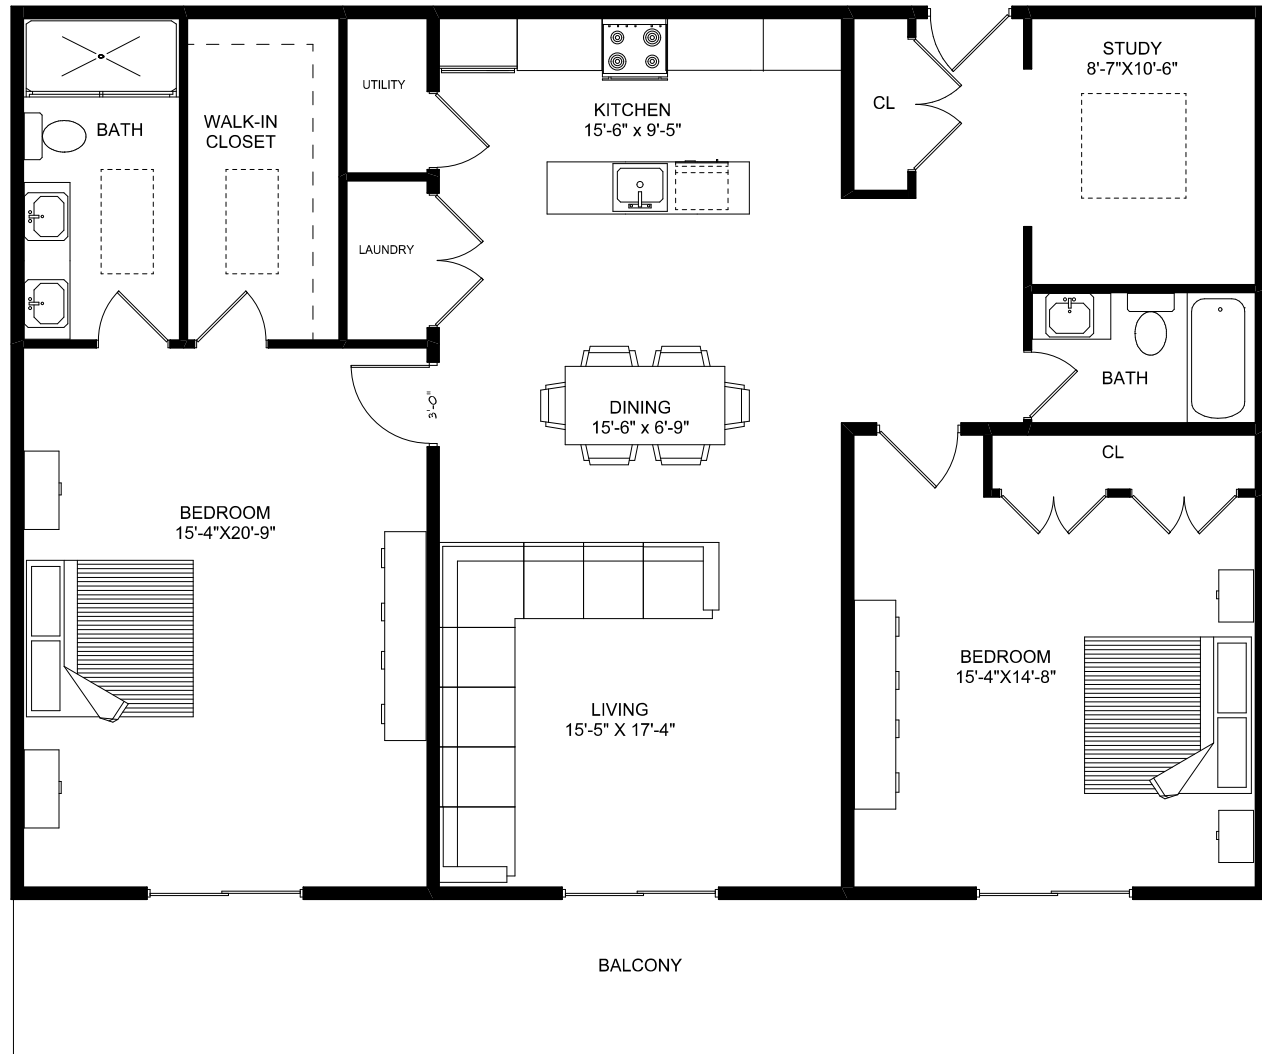 STUDY
8'-7"X10'-6"
UTILITY
CL
KITCHEN
15'-6" x 9'-5"
BATH
WALK-IN
CLOSET
LAUNDRY
BATH
3'-0"
DINING
15'-6" x 6'-9"
CL
BEDROOM
15'-4"X20'-9"
BEDROOM
15'-4"X14'-8"
LIVING
15'-5" X 17'-4"
BALCONY